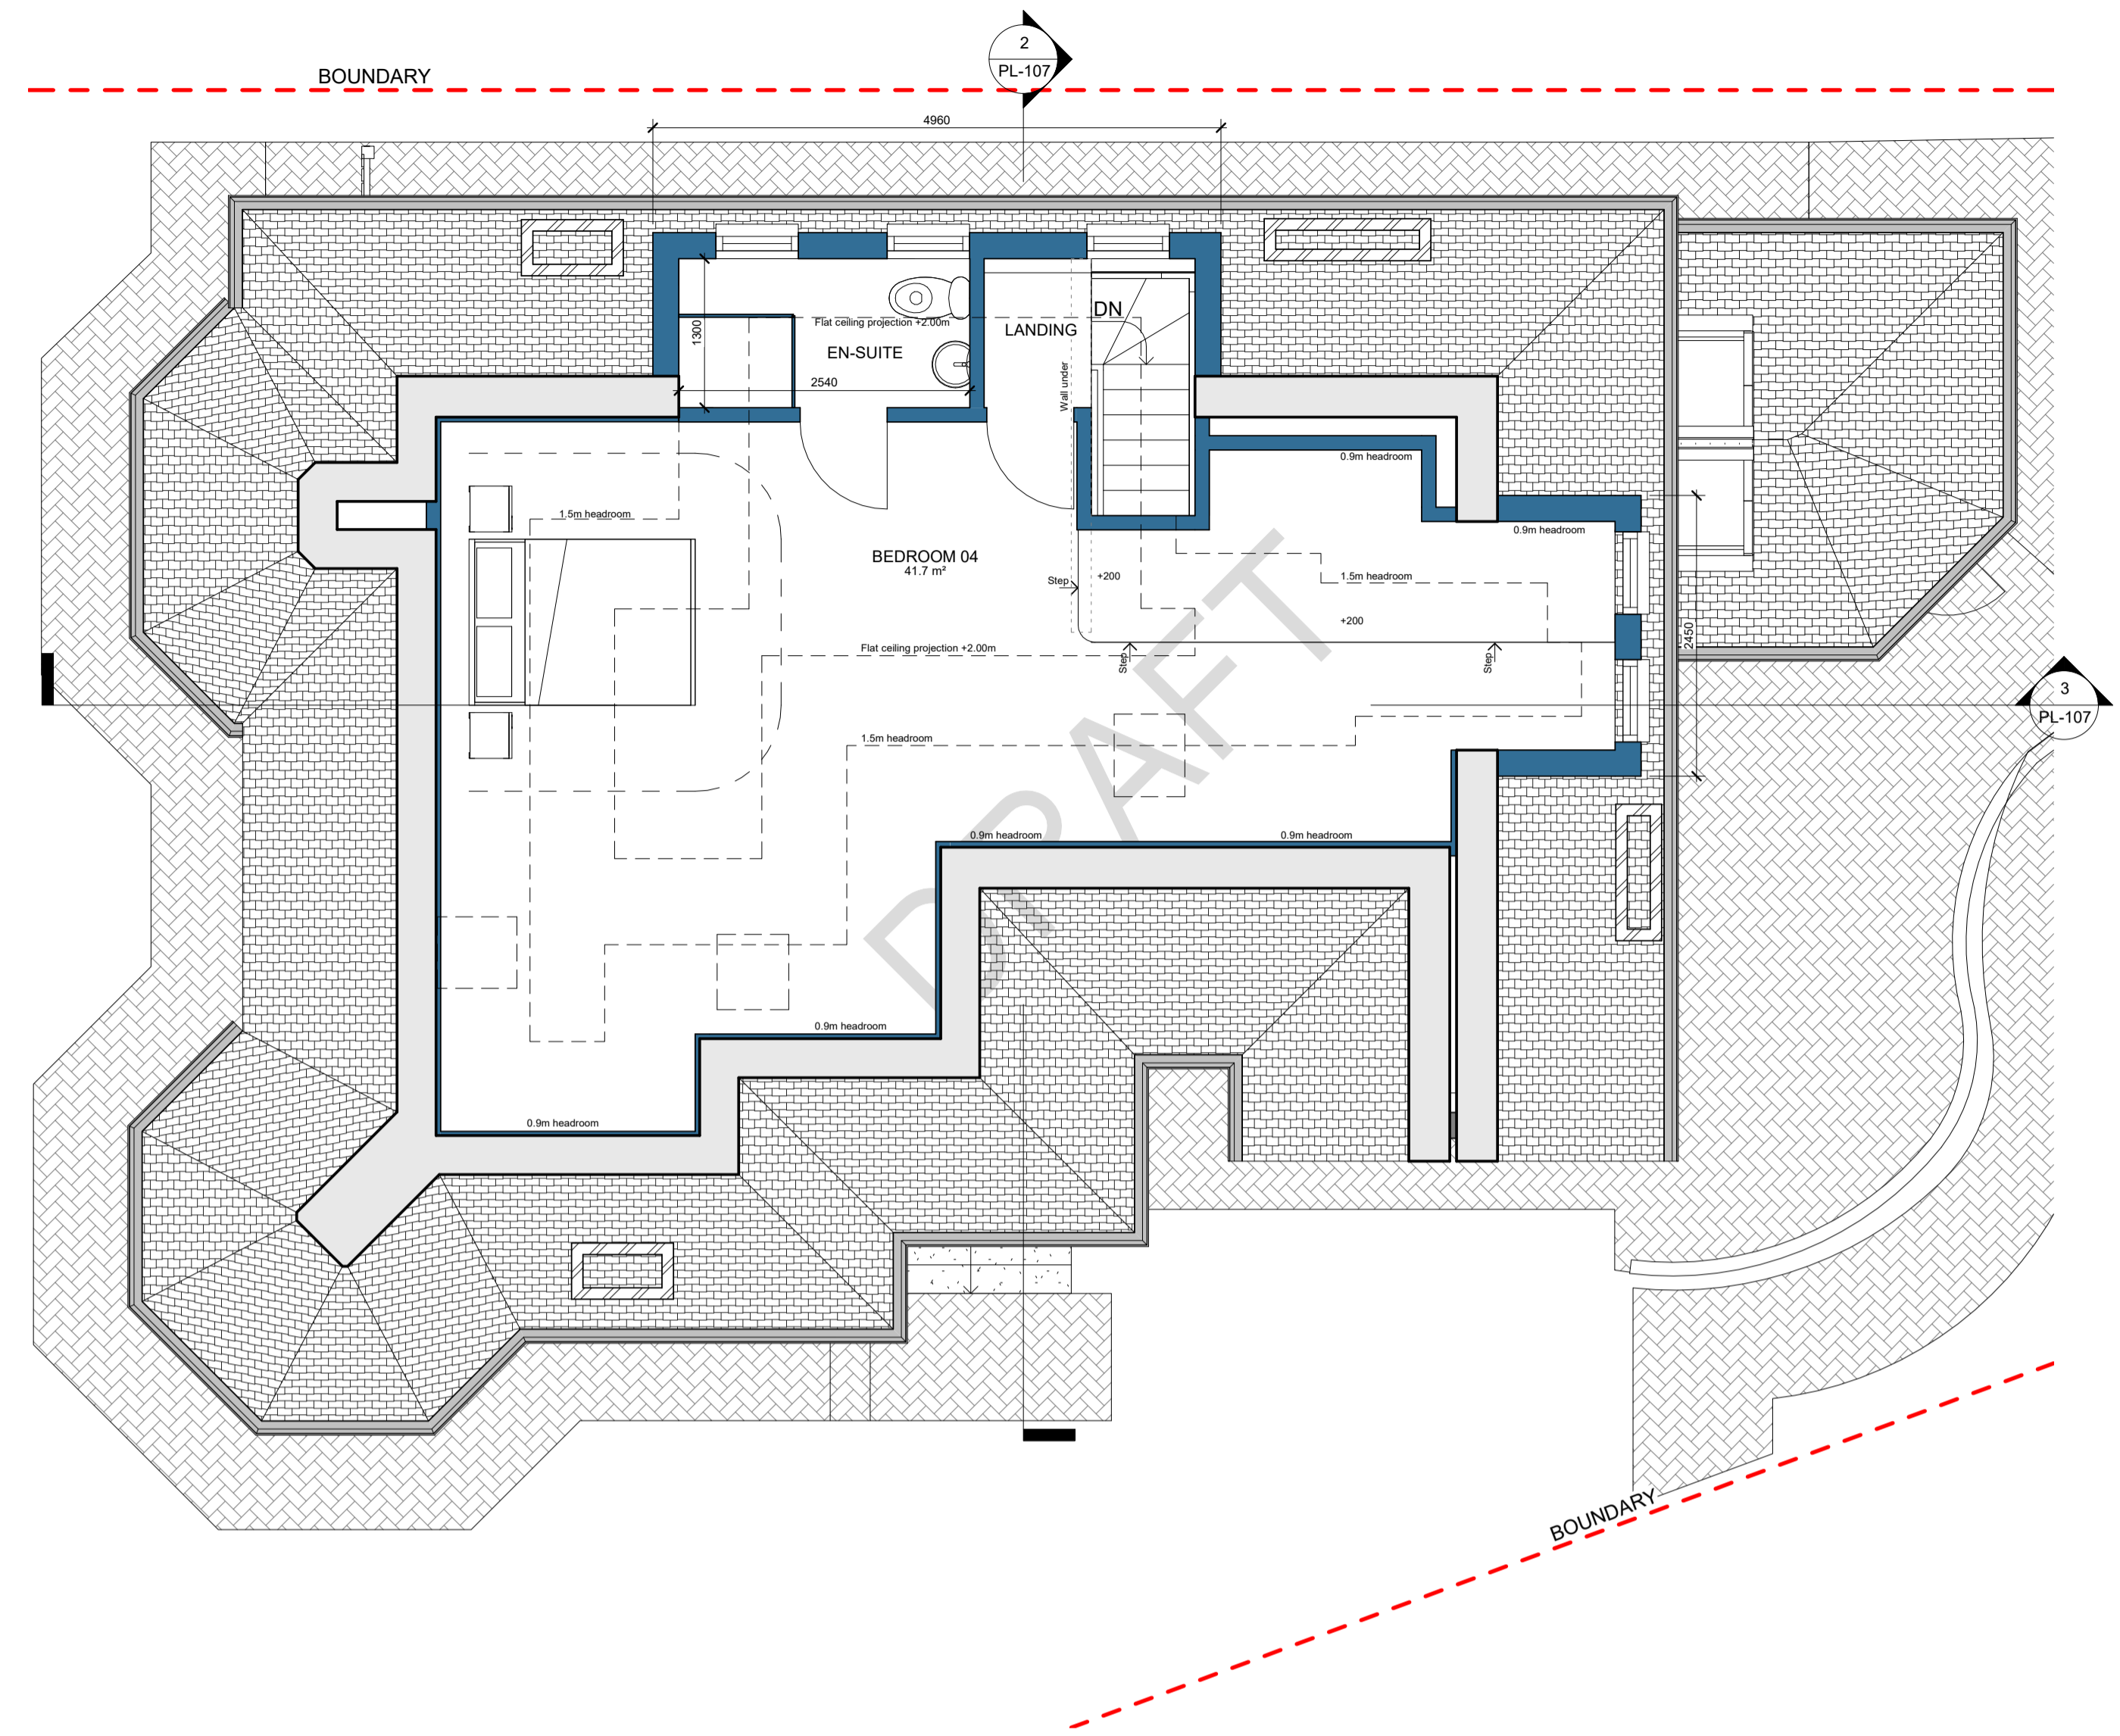 2
PL-107
BOUNDARY
4960
DN
Flat ceiling projection +2.00m
LANDING
1300
EN-SUITE
2540
Wall under
0.9m headroom
1.5m headroom
0.9m headroom
BEDROOM 04
41.7 m²
Step
+200
1.5m headroom
+200
2450
Flat ceiling projection +2.00m
Step
Step
3
PL-107
1.5m headroom
0.9m headroom
0.9m headroom
DRAFT
0.9m headroom
0.9m headroom
BOUNDARY